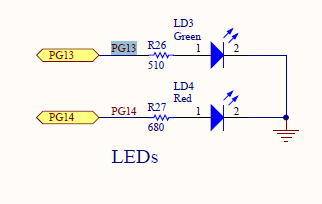 LD3
Green
PG13 PG13 R26 1 2
510
LD4
Red
PG14 PG14 R27 1 2
680
LEDs